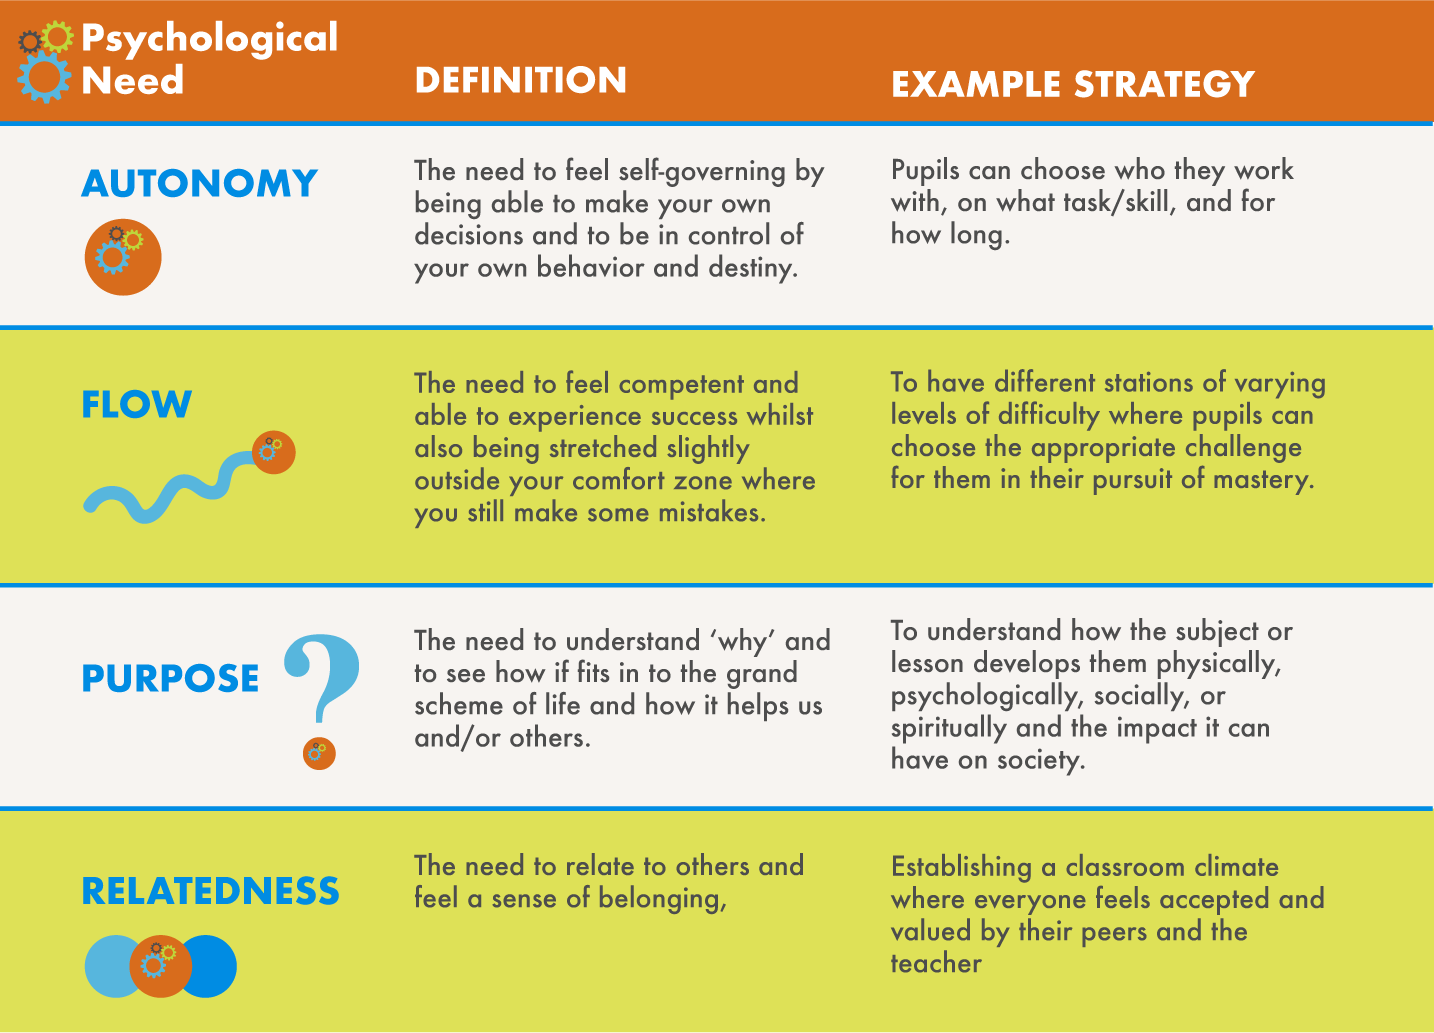 Psychological
Need
DEFINITION
EXAMPLE STRATEGY
AUTONOMY
The need to feel self-governing by
being able to make your own
decisions and to be in control of
your own behavior and destiny.
Pupils can choose who they work
with, on what task/skill, and for
how long.
FLOW
The need to feel competent and
able to experience success whilst
also being stretched slightly
outside your comfort zone where
you still make some mistakes.
To have different stations of varying
levels of difficulty where pupils can
choose the appropriate challenge
for them in their pursuit of mastery.
PURPOSE
?
The need to understand ‘why’ and
to see how if fits in to the grand
scheme of life and how it helps us
and/or others.
To understand how the subject or
lesson develops them physically,
psychologically, socially, or
spiritually and the impact it can
have on society.
RELATEDNESS
The need to relate to others and
feel a sense of belonging,
Establishing a classroom climate
where everyone feels accepted and
valued by their peers and the
teacher